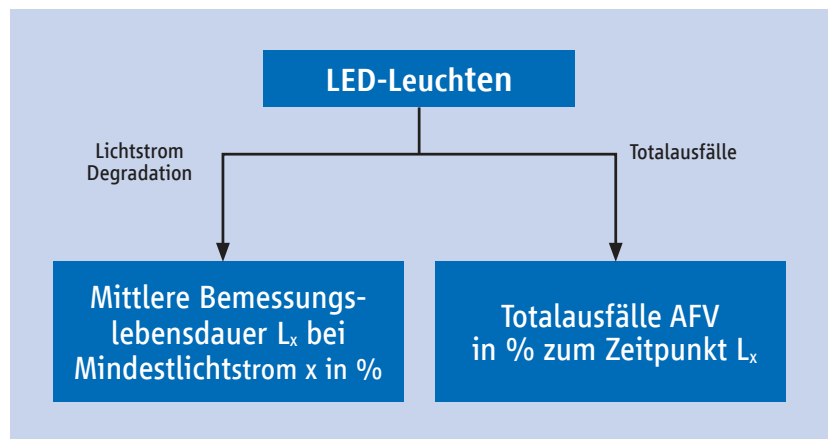 LED-Leuchten
Lichtstrom
Degradation
Totalausfälle
Mittlere Bemessungs-
lebensdauer Lₓ bei
Mindestlichtstrom x in %
Totalausfälle AFV
in % zum Zeitpunkt Lₓ